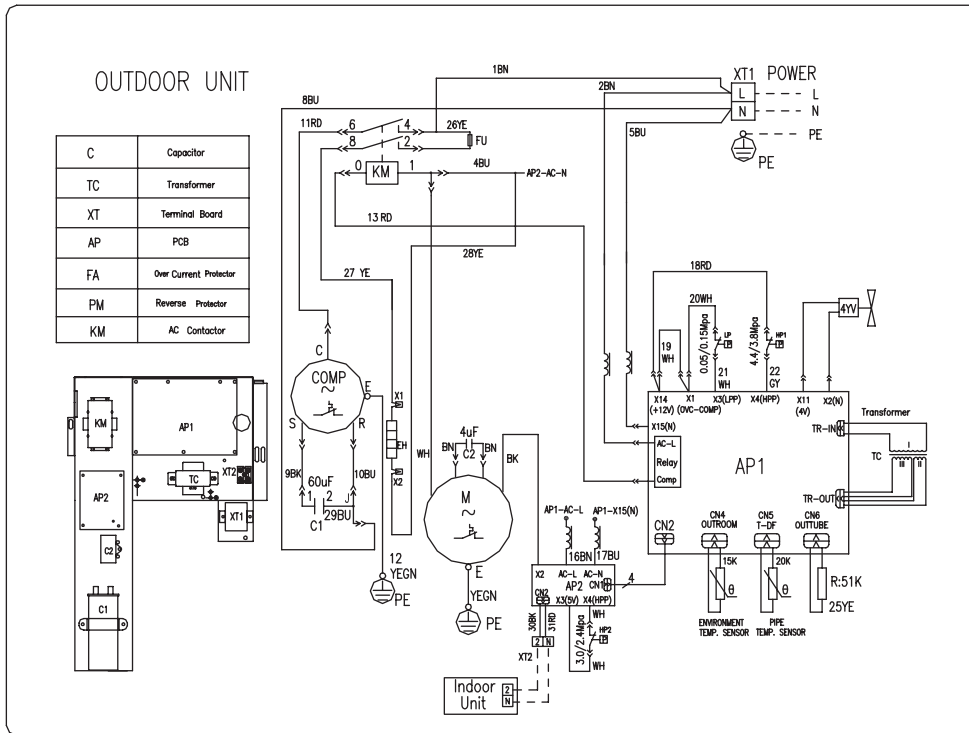 OUTDOOR UNIT
C Capacitor
TC Transformer
XT Terminal Board
AP PCB
FA Over Current Protector
PM Reverse Protector
KM AC Contactor
1BN
2BN
XT1 POWER
L L
N N
PE
PE
8BU
5BU
11RD
6 4
26YE
FU
8 2
0 KM 1
4BU
AP2-AC-N
13 RD
28YE
27 YE
18RD
20WH
19
WH
0.05/0.15Mpa
LP
P
4.4/3.8Mpa
HP1
P
21
WH
22
GY
4YV
X14
(+12V)
X1
(OVC-COMP)
X3(LPP)
X4(HPP)
X11
(4V)
X2(N)
X15(N)
AC-L
Relay
Comp
AP1
TR-IN
TR-OUT
Transformer
TC
I
II
III
C
COMP
~
E
S R
X1
EH
X2
9BK
60uF
10BU
1 2
J
C1
29BU
12
YEGN
PE
WH
4uF
BN BN
C2
BK
M
~
E
YEGN
PE
AP1-AC-L
AP1-X15(N)
16BN
17BU
X2 AC-L AC-N
AP2
CN1
CN2
X3(5V) X4(HPP)
4
CN2
30BK
31RD
3.0/2.4Mpa
WH
HP2
P
WH
2 N
XT2
Indoor
Unit
2
N
CN4
OUTROOM
CN5
T-DF
CN6
OUTTUBE
15K
θ
20K
θ
R:51K
25YE
ENVIRONMENT
TEMP. SENSOR
PIPE
TEMP. SENSOR
KM
AP1
AP2
TC
XT2
XT1
C2
C1